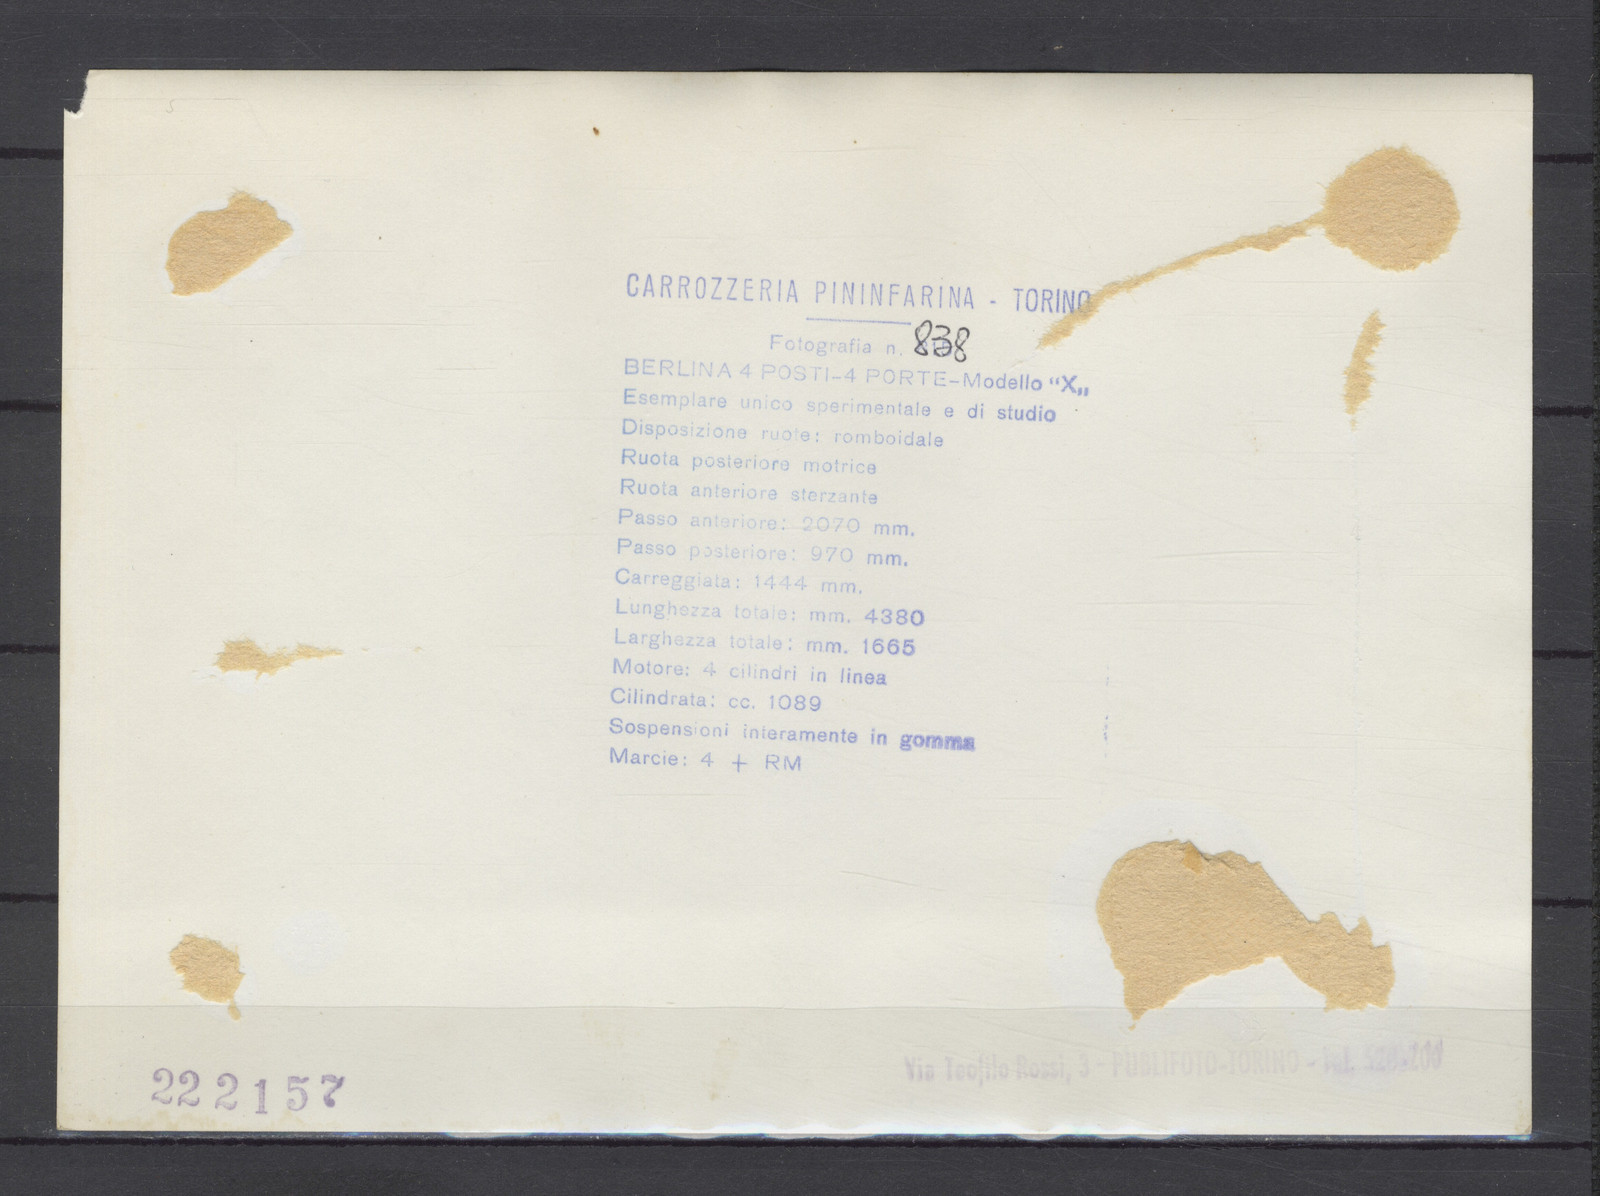 CARROZZERIA PININFARINA - TORINO
Fotografia n. 838
BERLINA 4 POSTI-4 PORTE-Modello “X„
Esemplare unico sperimentale e di studio
Disposizione ruote: romboidale
Ruota posteriore motrice
Ruota anteriore sterzante
Passo anteriore: 2070 mm.
Passo posteriore: 970 mm.
Carreggiata: 1444 mm.
Lunghezza totale: mm. 4380
Larghezza totale: mm. 1665
Motore: 4 cilindri in linea
Cilindrata: cc. 1089
Sospensioni interamente in gomma
Marcie: 4 + RM
Via Teofilo Rossi, 3 - PUBLIFOTO-TORINO -
222157